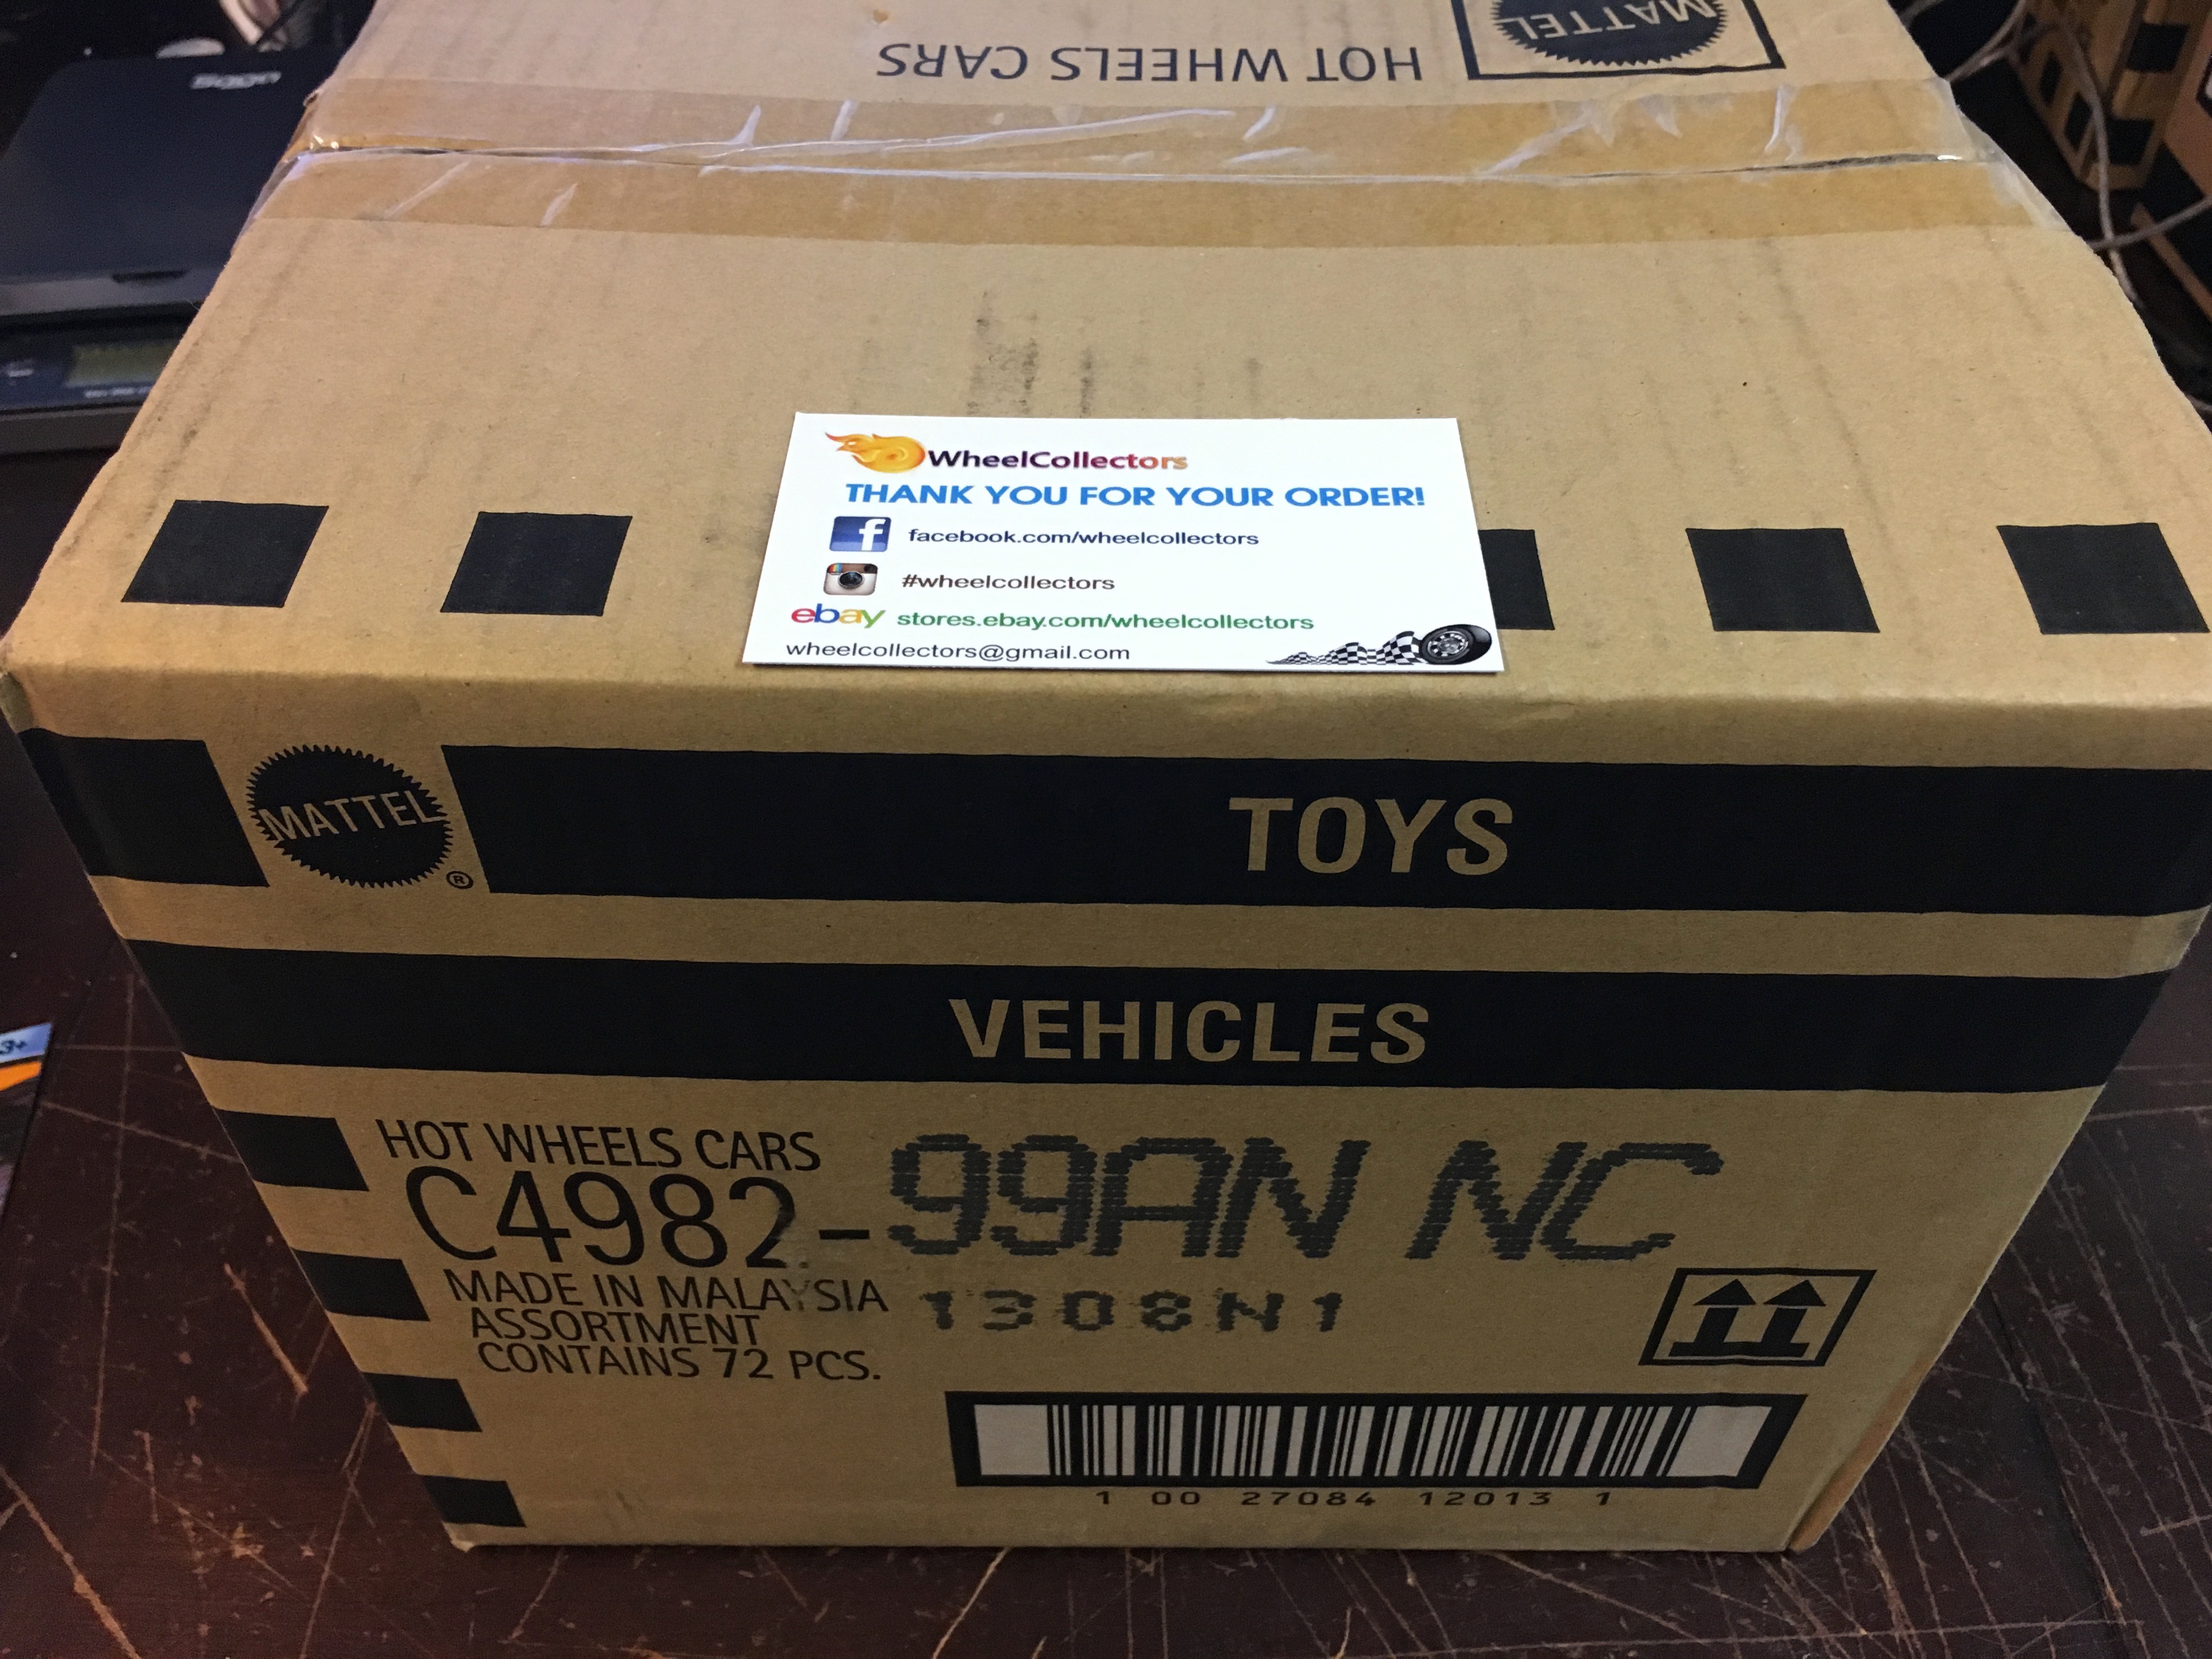 MATTEL
HOT WHEELS CARS
WheelCollectors
THANK YOU FOR YOUR ORDER!
facebook.com/wheelcollectors
#wheelcollectors
ebay stores.ebay.com/wheelcollectors
wheelcollectors@gmail.com
MATTEL ®
TOYS
VEHICLES
HOT WHEELS CARS
C4982-99AN NC
MADE IN MALAYSIA 1308N1
ASSORTMENT
CONTAINS 72 PCS.
1 00 27084 12013 1
3+